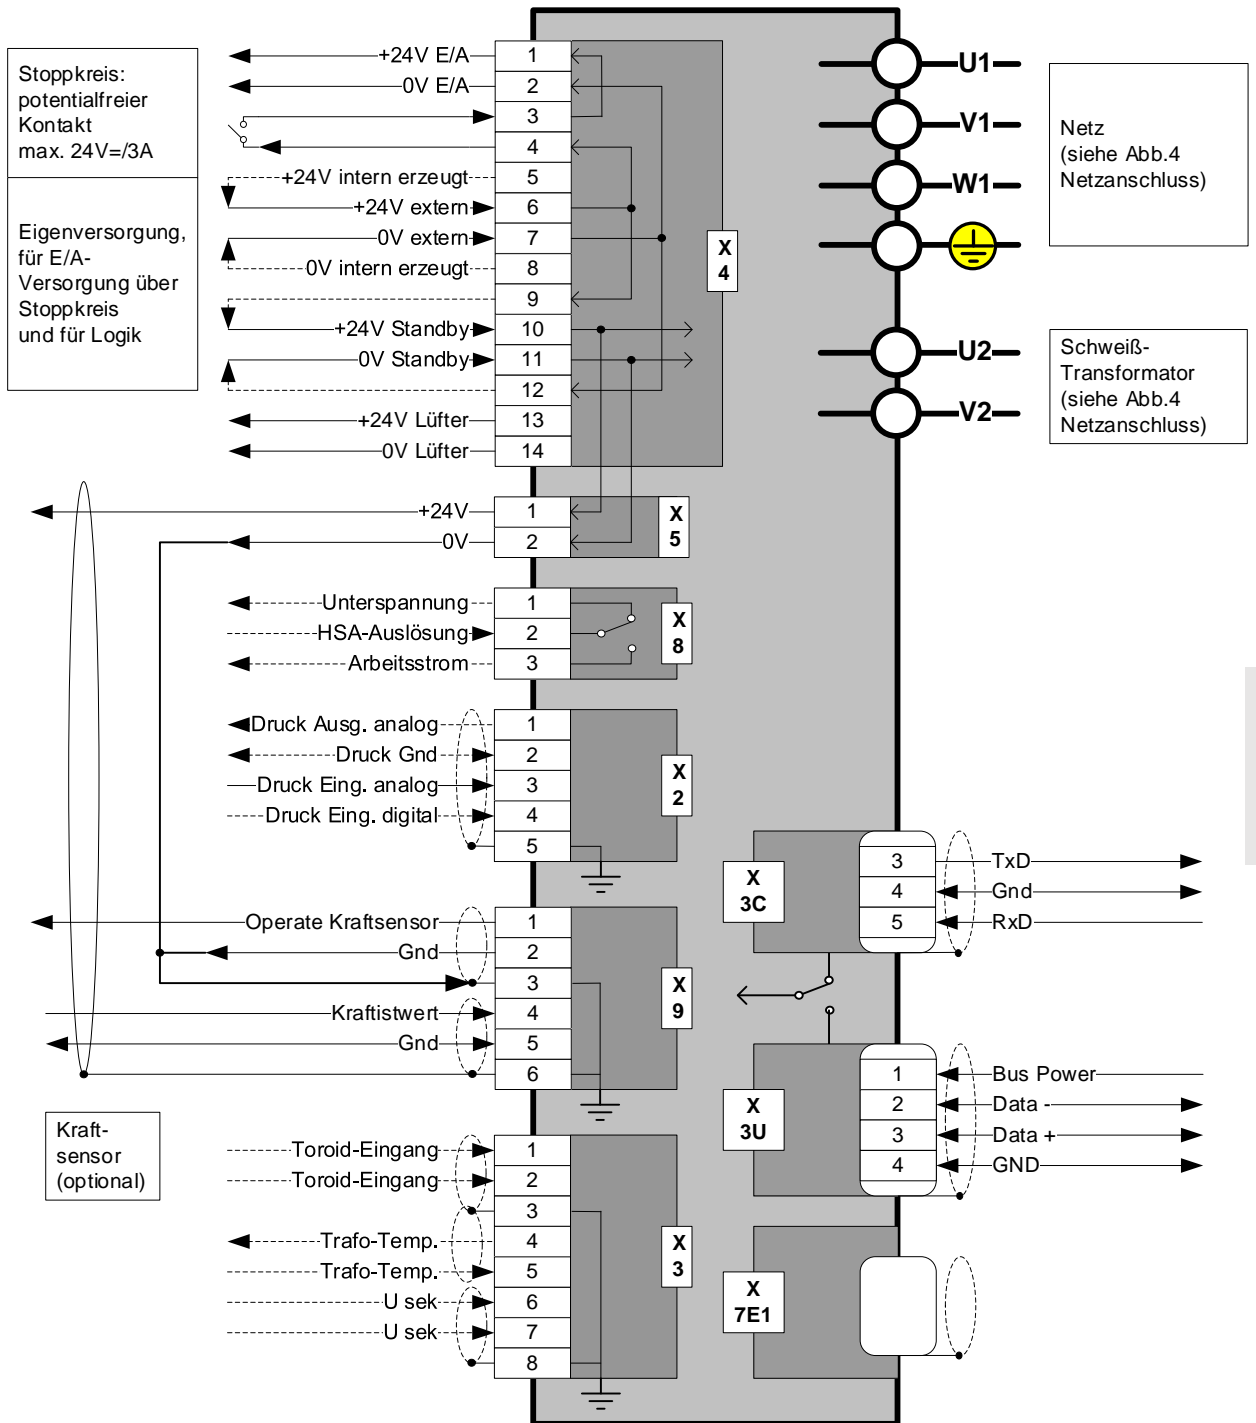 Stoppkreis:
potentialfreier
Kontakt
max. 24V=/3A
Eigenversorgung,
für E/A-
Versorgung über
Stoppkreis
und für Logik
+24V E/A 1
0V E/A 2
3
4
+24V intern erzeugt 5
+24V extern 6
0V extern 7
0V intern erzeugt 8
9
+24V Standby 10
0V Standby 11
12
+24V Lüfter 13
0V Lüfter 14
X
4
+24V 1
0V 2
X
5
Unterspannung 1
HSA-Auslösung 2
Arbeitsstrom 3
X
8
Druck Ausg. analog 1
Druck Gnd 2
Druck Eing. analog 3
Druck Eing. digital 4
5
X
2
Operate Kraftsensor 1
Gnd 2
3
Kraftistwert 4
Gnd 5
6
X
9
Kraft-
sensor
(optional)
Toroid-Eingang 1
Toroid-Eingang 2
3
Trafo-Temp. 4
Trafo-Temp. 5
U sek 6
U sek 7
8
X
3
U1
V1
W1
Netz
(siehe Abb.4
Netzanschluss)
U2
V2
Schweiß-
Transformator
(siehe Abb.4
Netzanschluss)
X
3C
3 TxD
4 Gnd
5 RxD
X
3U
1 Bus Power
2 Data -
3 Data +
4 GND
X
7E1